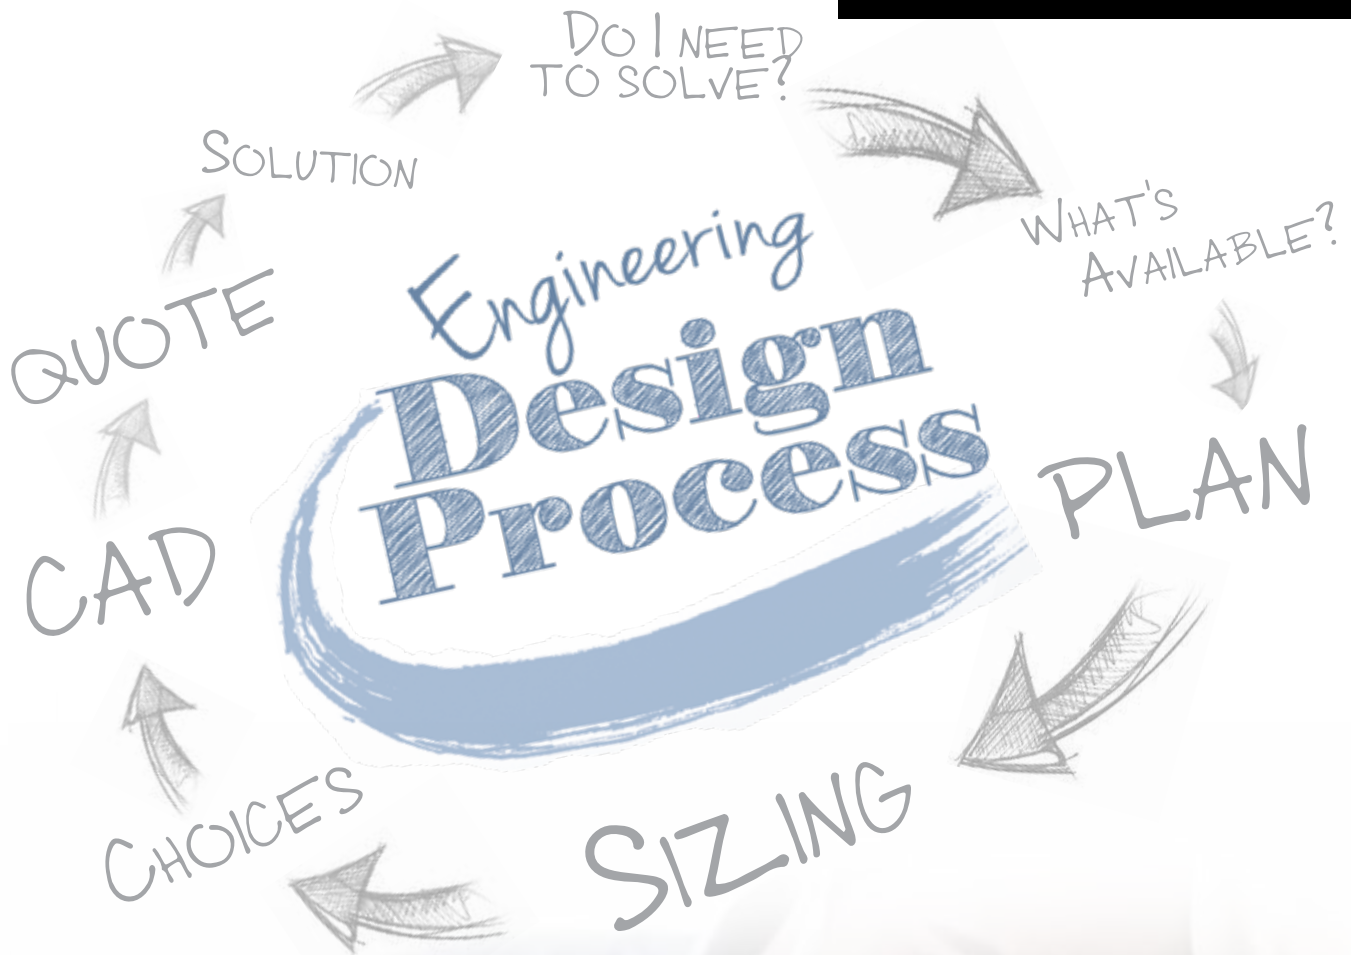 Do I need
to solve?
What's
Available?
Plan
Sizing
Choices
CAD
Quote
Solution
Engineering
Design
Process